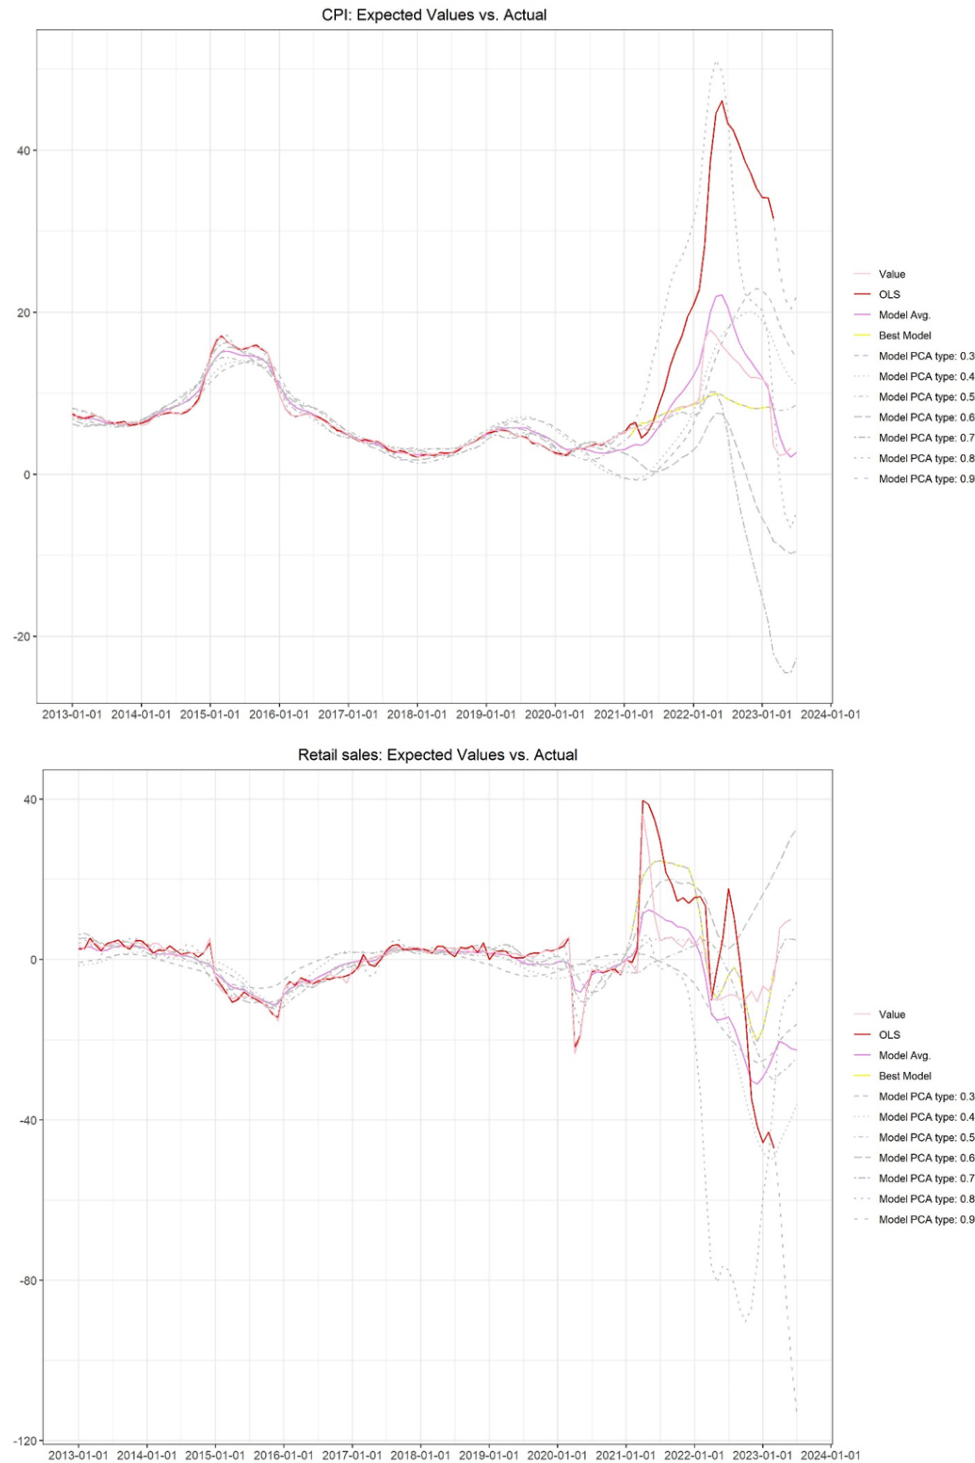 CPI: Expected Values vs. Actual
40
20
0
-20
2013-01-01 2014-01-01 2015-01-01 2016-01-01 2017-01-01 2018-01-01 2019-01-01 2020-01-01 2021-01-01 2022-01-01 2023-01-01 2024-01-01
Value
OLS
Model Avg.
Best Model
Model PCA type: 0.3
Model PCA type: 0.4
Model PCA type: 0.5
Model PCA type: 0.6
Model PCA type: 0.7
Model PCA type: 0.8
Model PCA type: 0.9
Retail sales: Expected Values vs. Actual
40
0
-40
-80
-120
2013-01-01 2014-01-01 2015-01-01 2016-01-01 2017-01-01 2018-01-01 2019-01-01 2020-01-01 2021-01-01 2022-01-01 2023-01-01 2024-01-01
Value
OLS
Model Avg.
Best Model
Model PCA type: 0.3
Model PCA type: 0.4
Model PCA type: 0.5
Model PCA type: 0.6
Model PCA type: 0.7
Model PCA type: 0.8
Model PCA type: 0.9